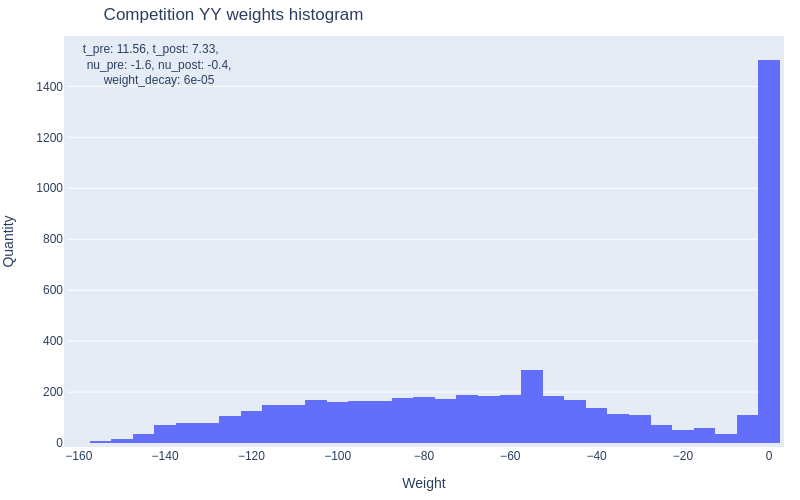 Competition YY weights histogram
t_pre: 11.56, t_post: 7.33,
nu_pre: -1.6, nu_post: -0.4,
weight_decay: 6e-05
1400
1200
1000
800
600
400
200
0
Quantity
−160 −140 −120 −100 −80 −60 −40 −20 0
Weight